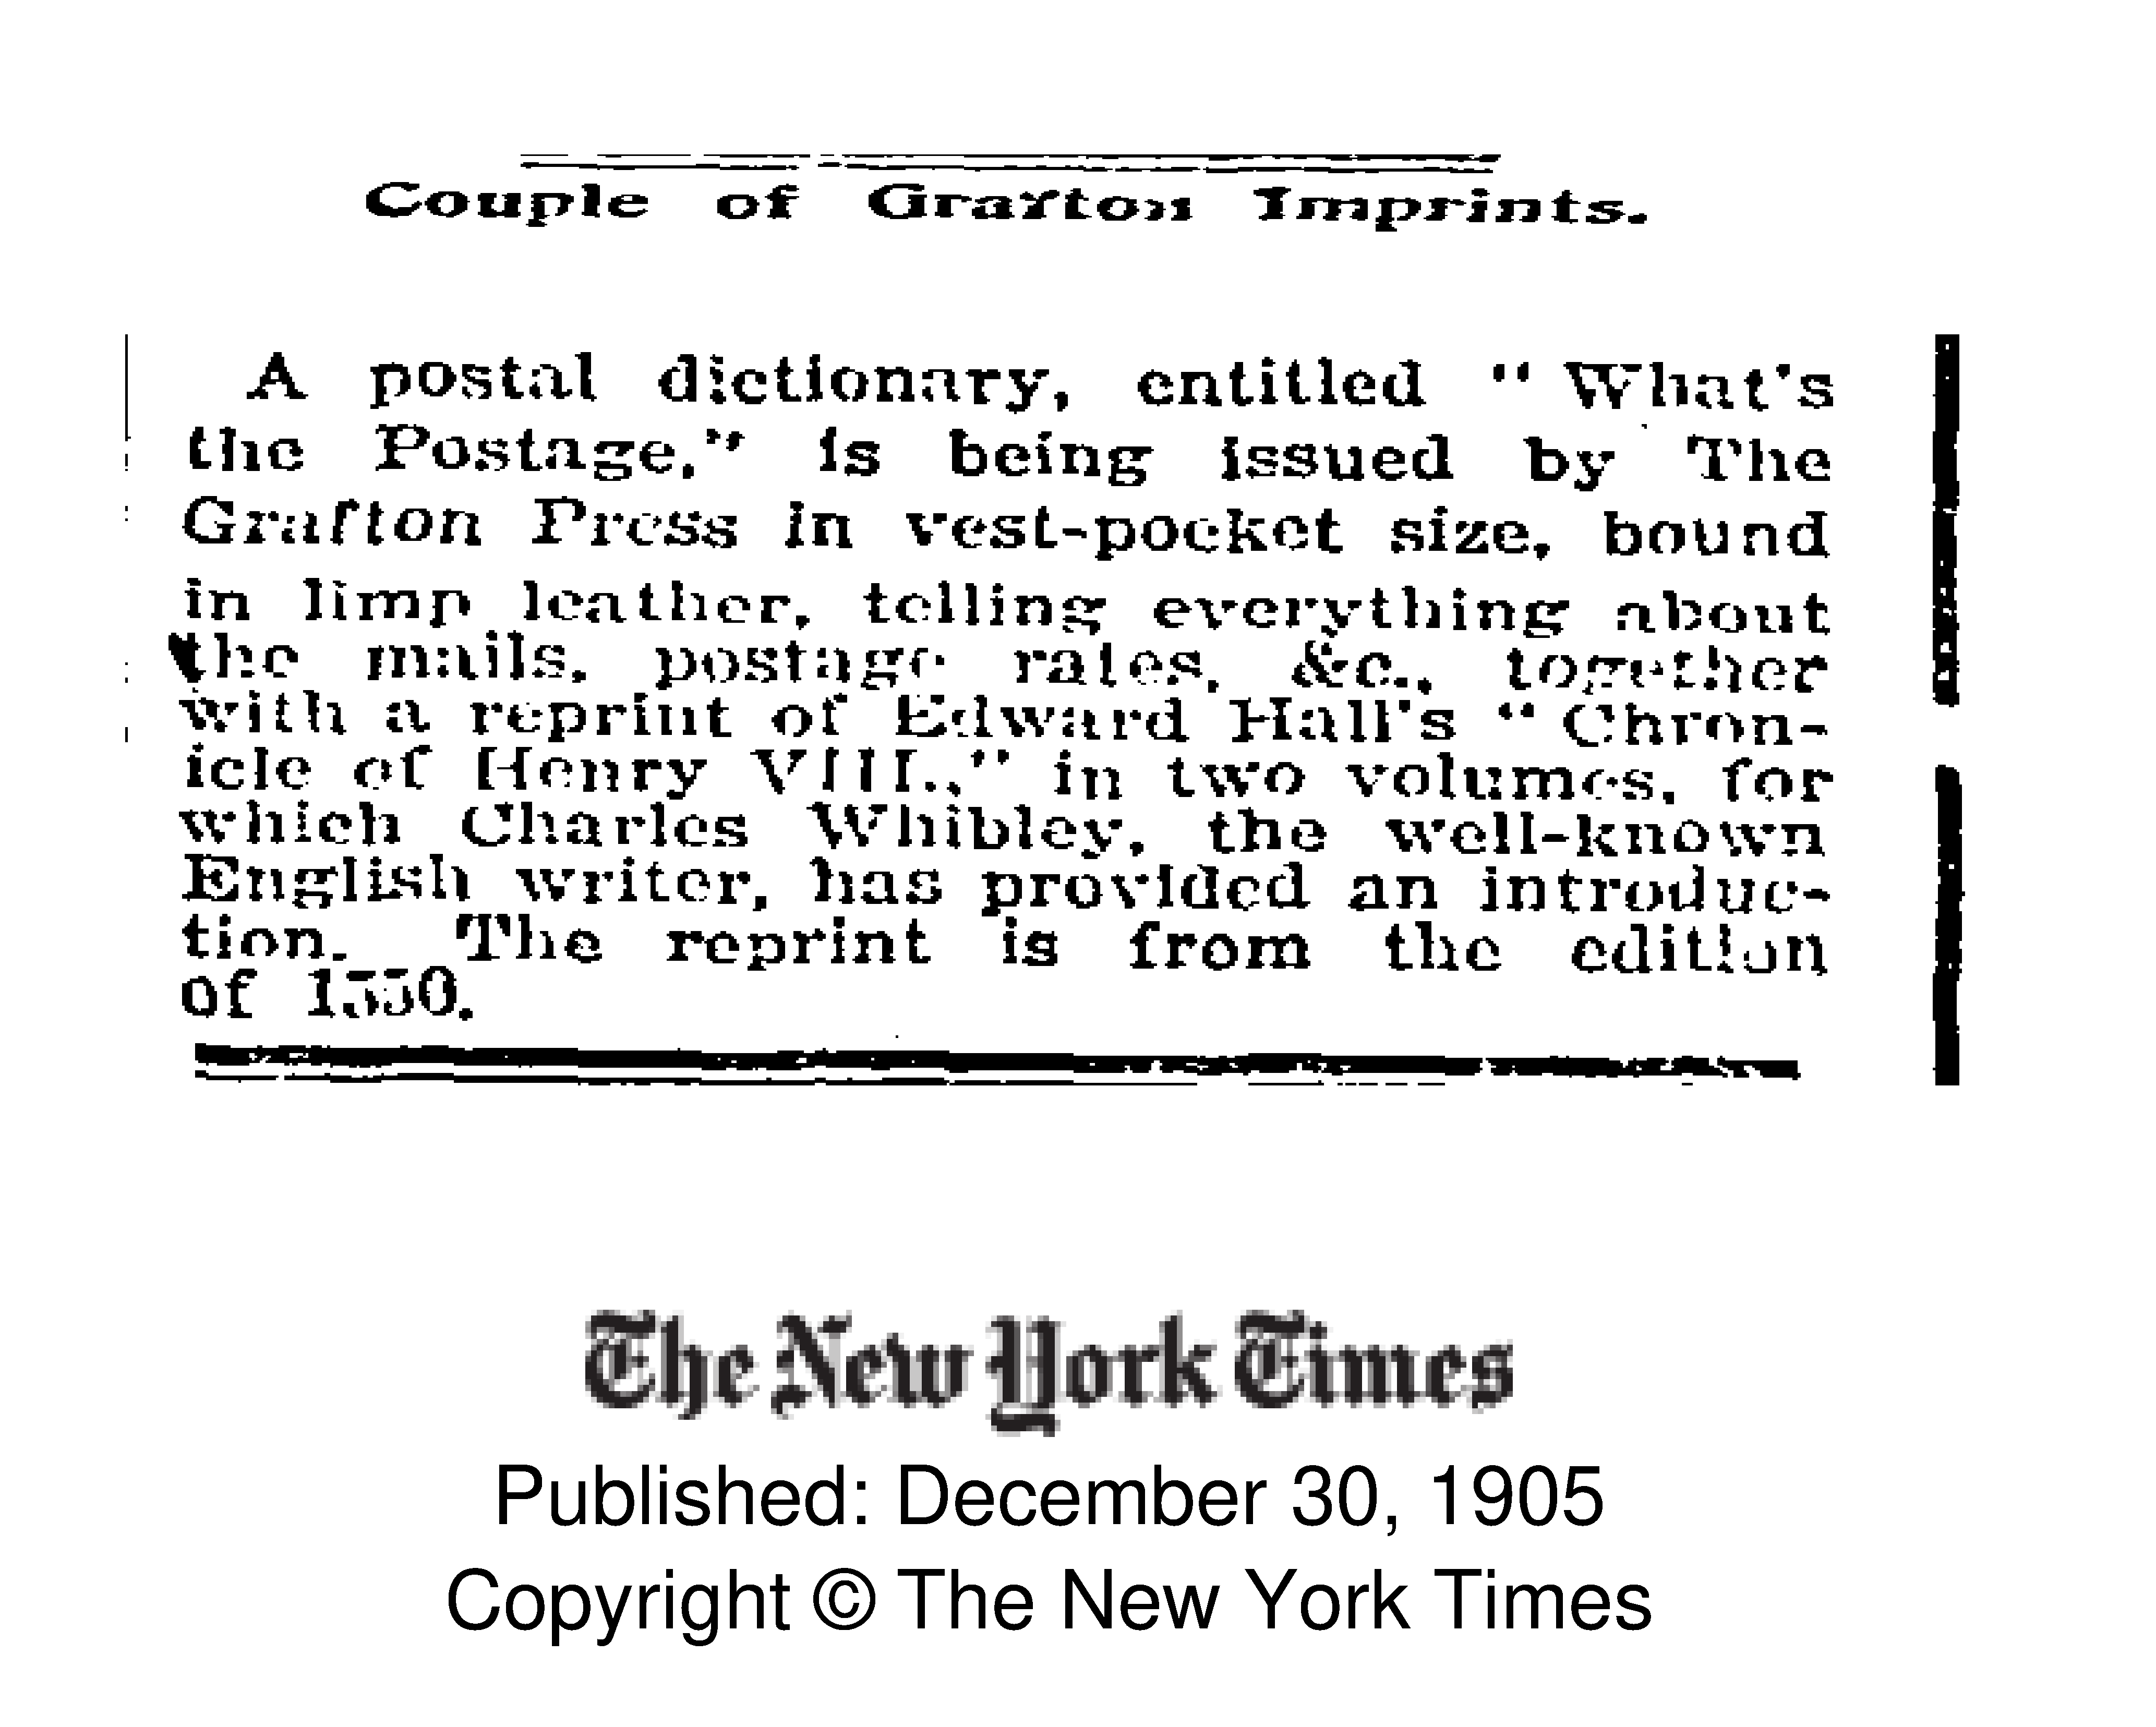 Couple of Grafton Imprints.
A postal dictionary, entitled "What's
the Postage," is being issued by The
Grafton Press in vest-pocket size, bound
in limp leather, telling everything about
the mails, postage rates, &c., together
with a reprint of Edward Hall's "Chron-
icle of Henry VIII.," in two volumes, for
which Charles Whibley, the well-known
English writer, has provided an introduc-
tion. The reprint is from the edition
of 1550.
The New York Times
Published: December 30, 1905
Copyright © The New York Times